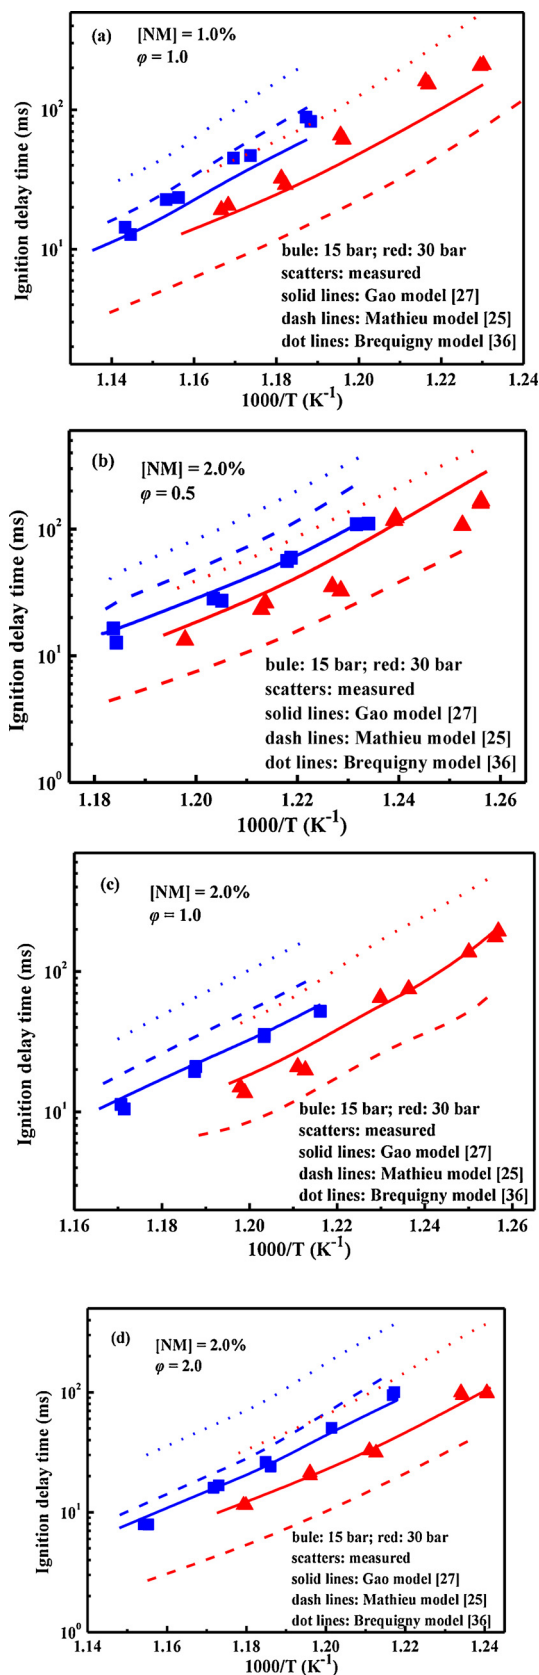 (a)
[NM] = 1.0%
φ = 1.0
10²
10¹
Ignition delay time (ms)
bule: 15 bar; red: 30 bar
scatters: measured
solid lines: Gao model [27]
dash lines: Mathieu model [25]
dot lines: Brequigny model [36]
1.14 1.16 1.18 1.20 1.22 1.24
1000/T (K⁻¹)
(b)
[NM] = 2.0%
φ = 0.5
10²
10¹
10⁰
Ignition delay time (ms)
bule: 15 bar; red: 30 bar
scatters: measured
solid lines: Gao model [27]
dash lines: Mathieu model [25]
dot lines: Brequigny model [36]
1.18 1.20 1.22 1.24 1.26
1000/T (K⁻¹)
(c)
[NM] = 2.0%
φ = 1.0
10²
10¹
Ignition delay time (ms)
bule: 15 bar; red: 30 bar
scatters: measured
solid lines: Gao model [27]
dash lines: Mathieu model [25]
dot lines: Brequigny model [36]
1.16 1.18 1.20 1.22 1.24 1.26
1000/T (K⁻¹)
(d)
[NM] = 2.0%
φ = 2.0
10²
10¹
10⁰
Ignition delay time (ms)
bule: 15 bar; red: 30 bar
scatters: measured
solid lines: Gao model [27]
dash lines: Mathieu model [25]
dot lines: Brequigny model [36]
1.14 1.16 1.18 1.20 1.22 1.24
1000/T (K⁻¹)